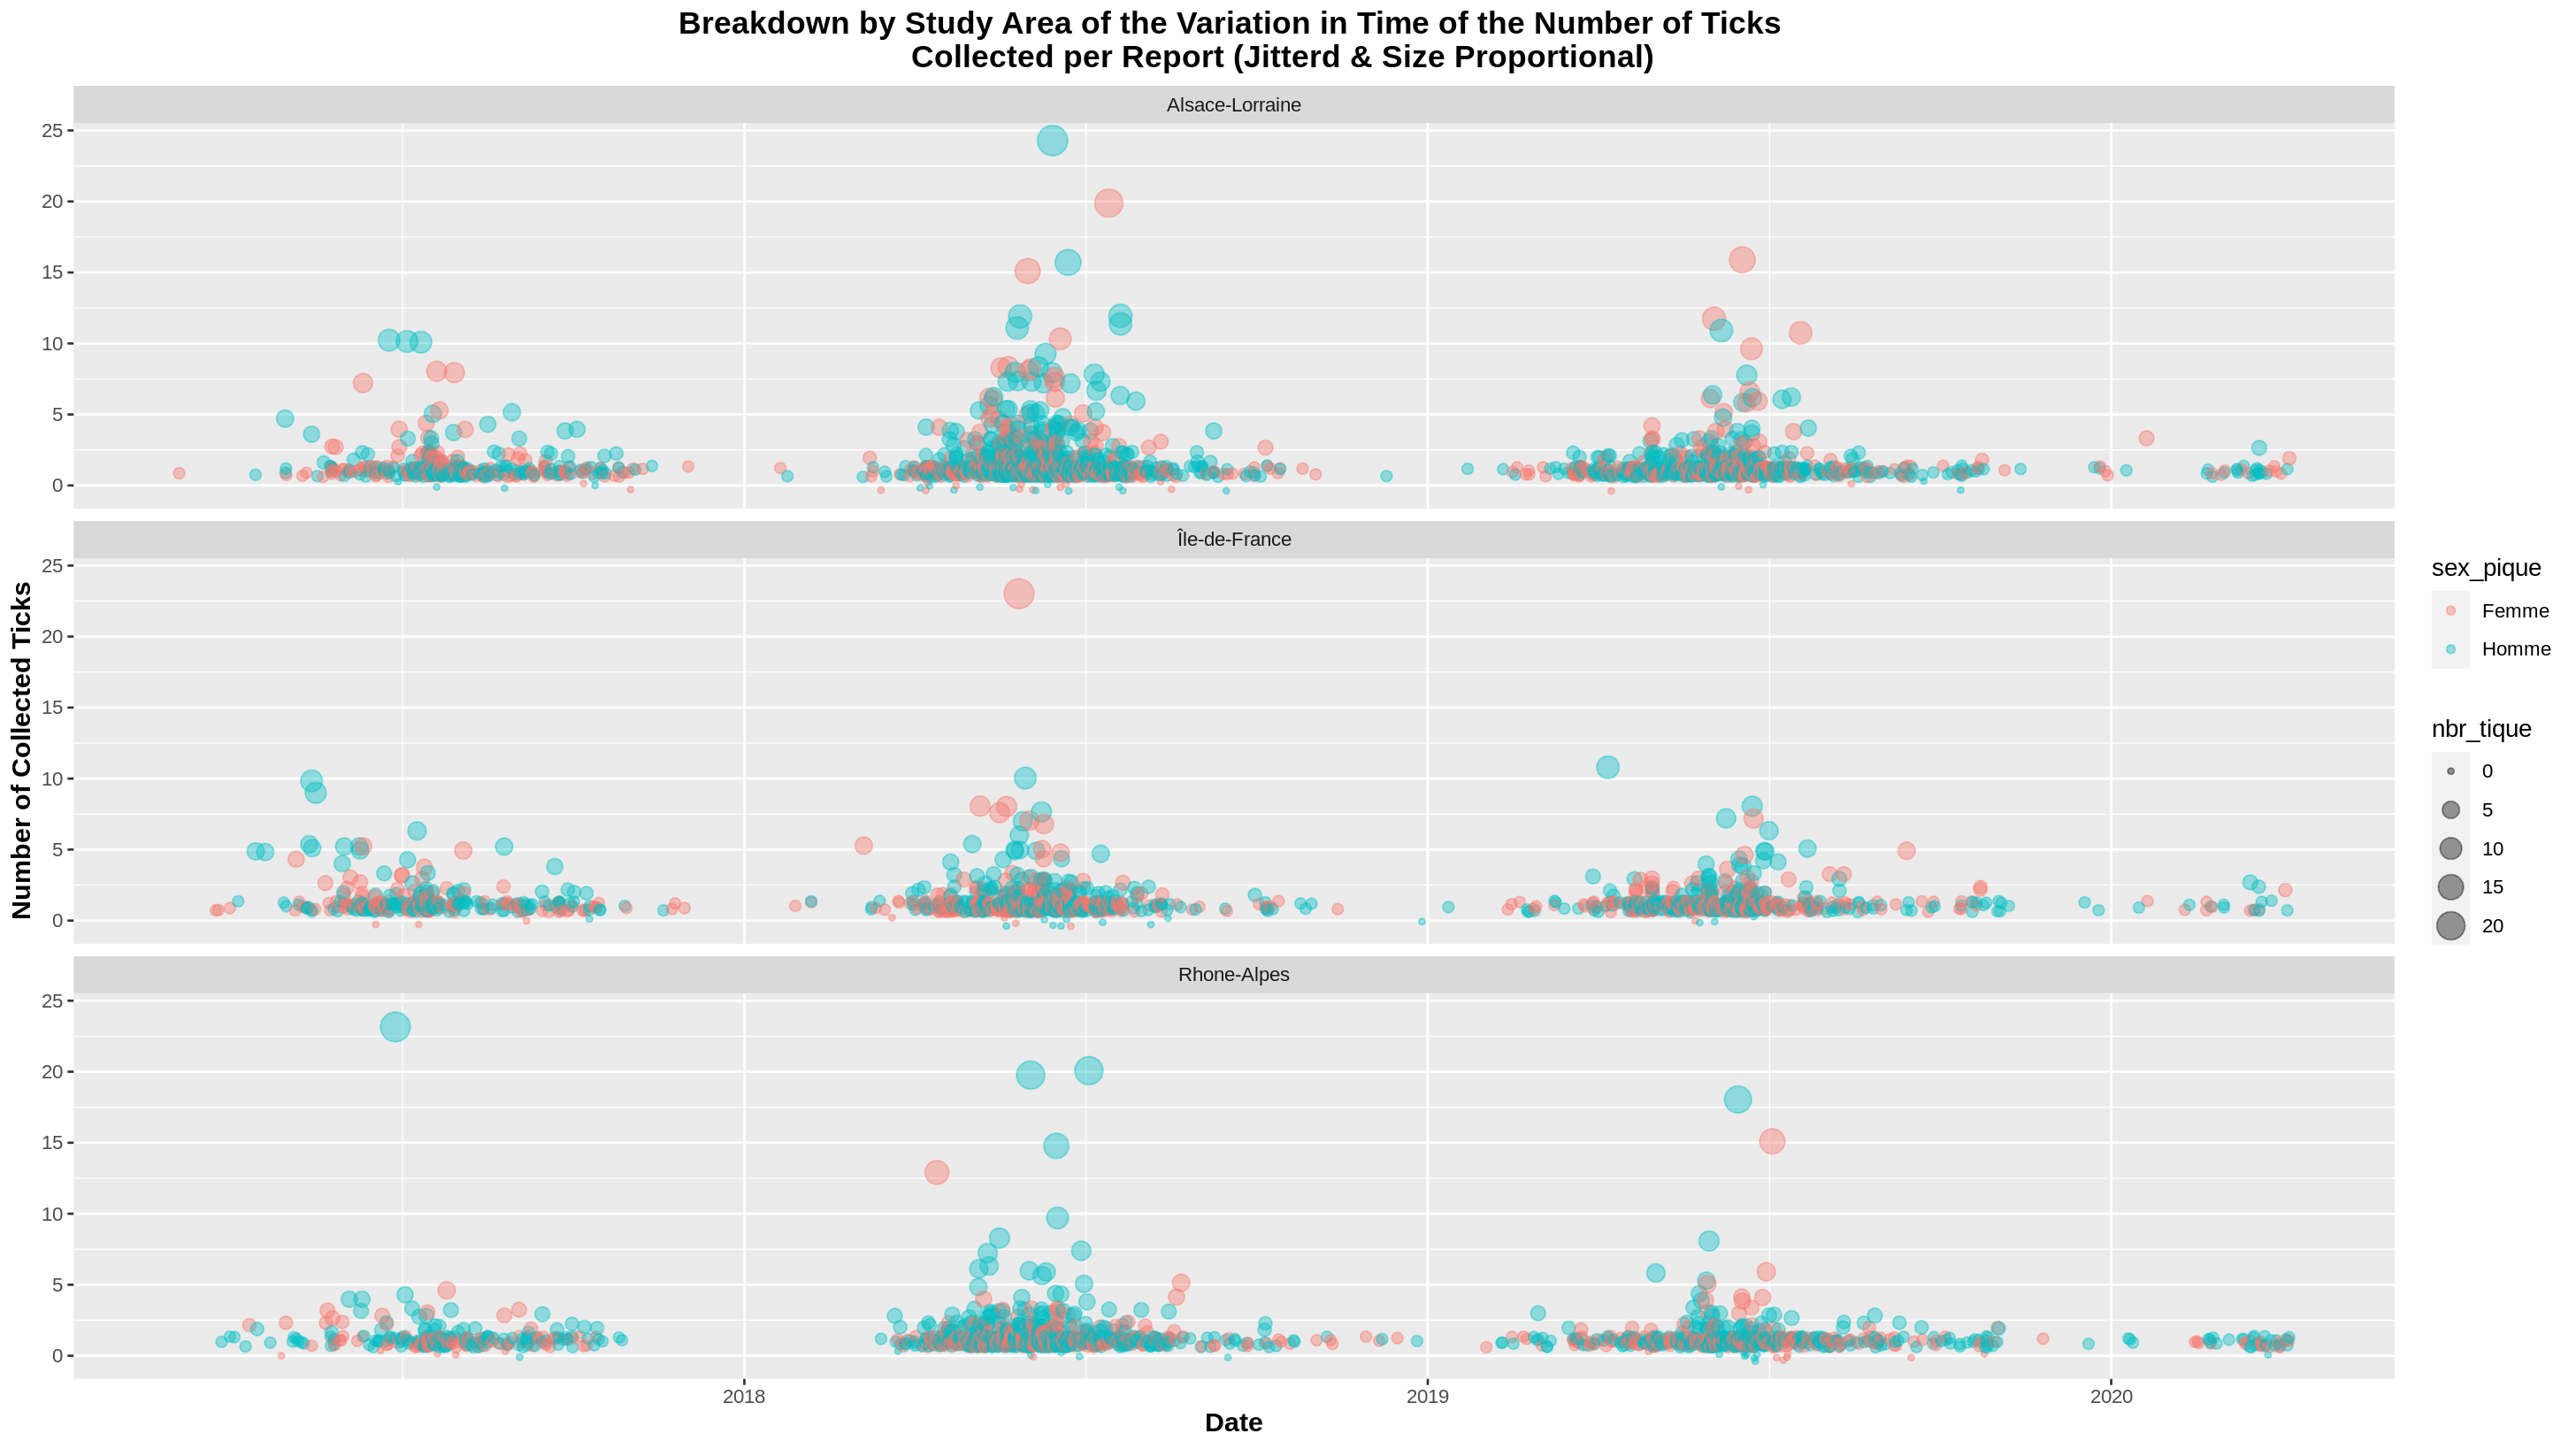 Breakdown by Study Area of the Variation in Time of the Number of Ticks
Collected per Report (Jitterd & Size Proportional)
Alsace-Lorraine
25
20
15
10
5
0
Île-de-France
25
20
15
10
5
0
Rhone-Alpes
25
20
15
10
5
0
Number of Collected Ticks
2018
2019
2020
Date
sex_pique
Femme
Homme
nbr_tique
0
5
10
15
20